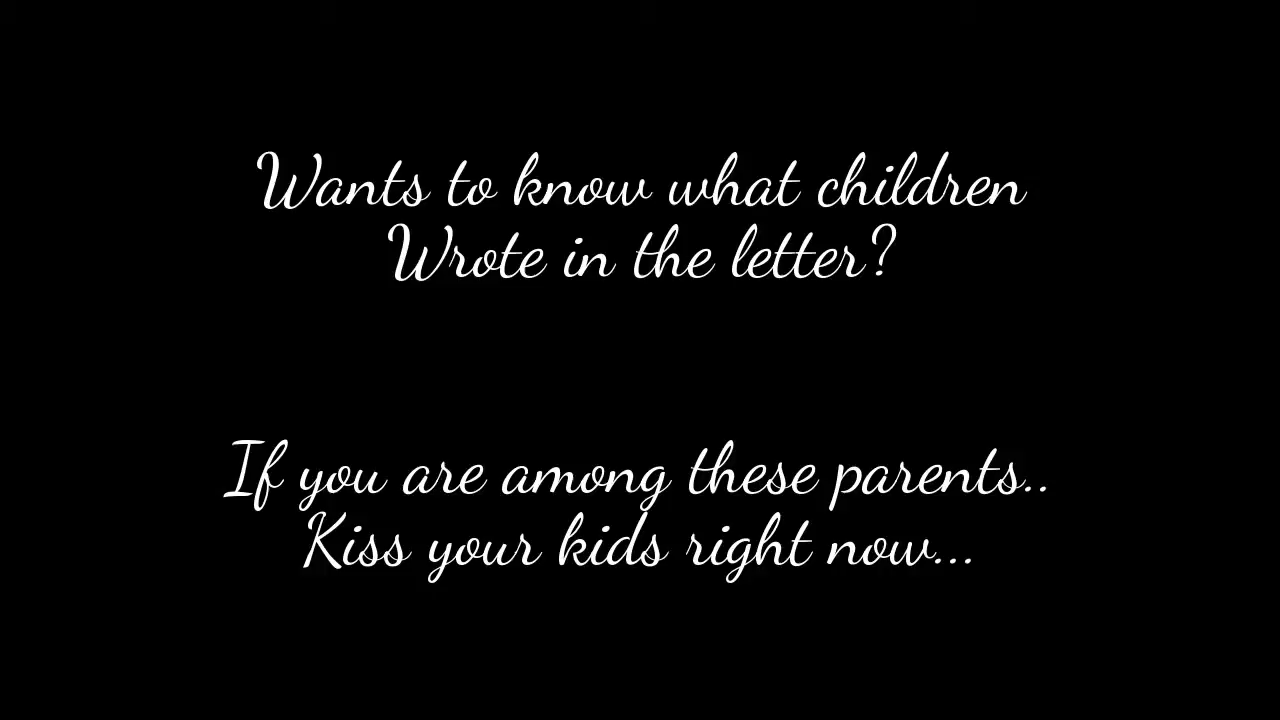 Wants to know what children
Wrote in the letter?
If you are among these parents..
Kiss your kids right now...